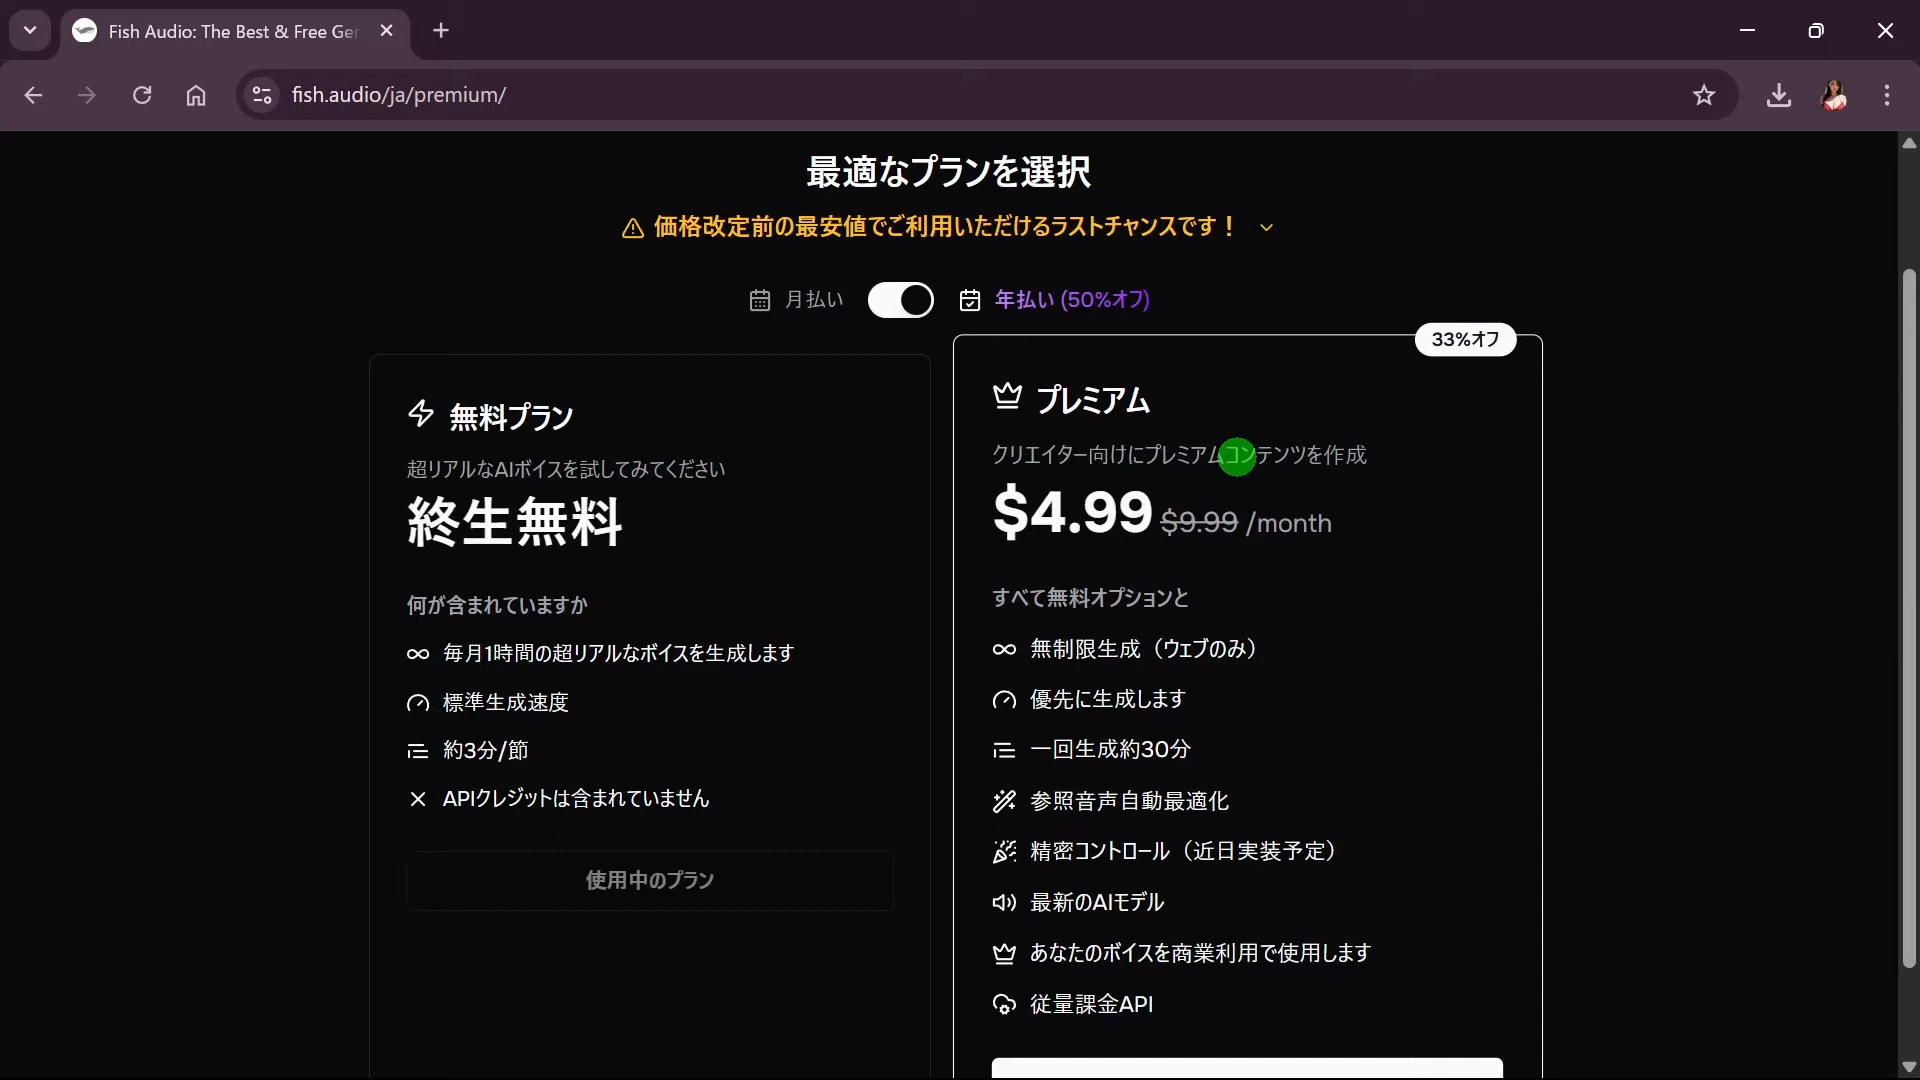 Fish Audio: The Best & Free Ger
fish.audio/ja/premium/
最適なプランを選択
価格改定前の最安値でご利用いただけるラストチャンスです！
月払い
年払い (50%オフ)
33%オフ
無料プラン
超リアルなAIボイスを試してみてください
終生無料
何が含まれていますか
毎月1時間の超リアルなボイスを生成します
標準生成速度
約3分/節
APIクレジットは含まれていません
使用中のプラン
プレミアム
クリエイター向けにプレミアムコンテンツを作成
$4.99 $9.99 /month
すべて無料オプションと
無制限生成（ウェブのみ）
優先に生成します
一回生成約30分
参照音声自動最適化
精密コントロール（近日実装予定）
最新のAIモデル
あなたのボイスを商業利用で使用します
従量課金API